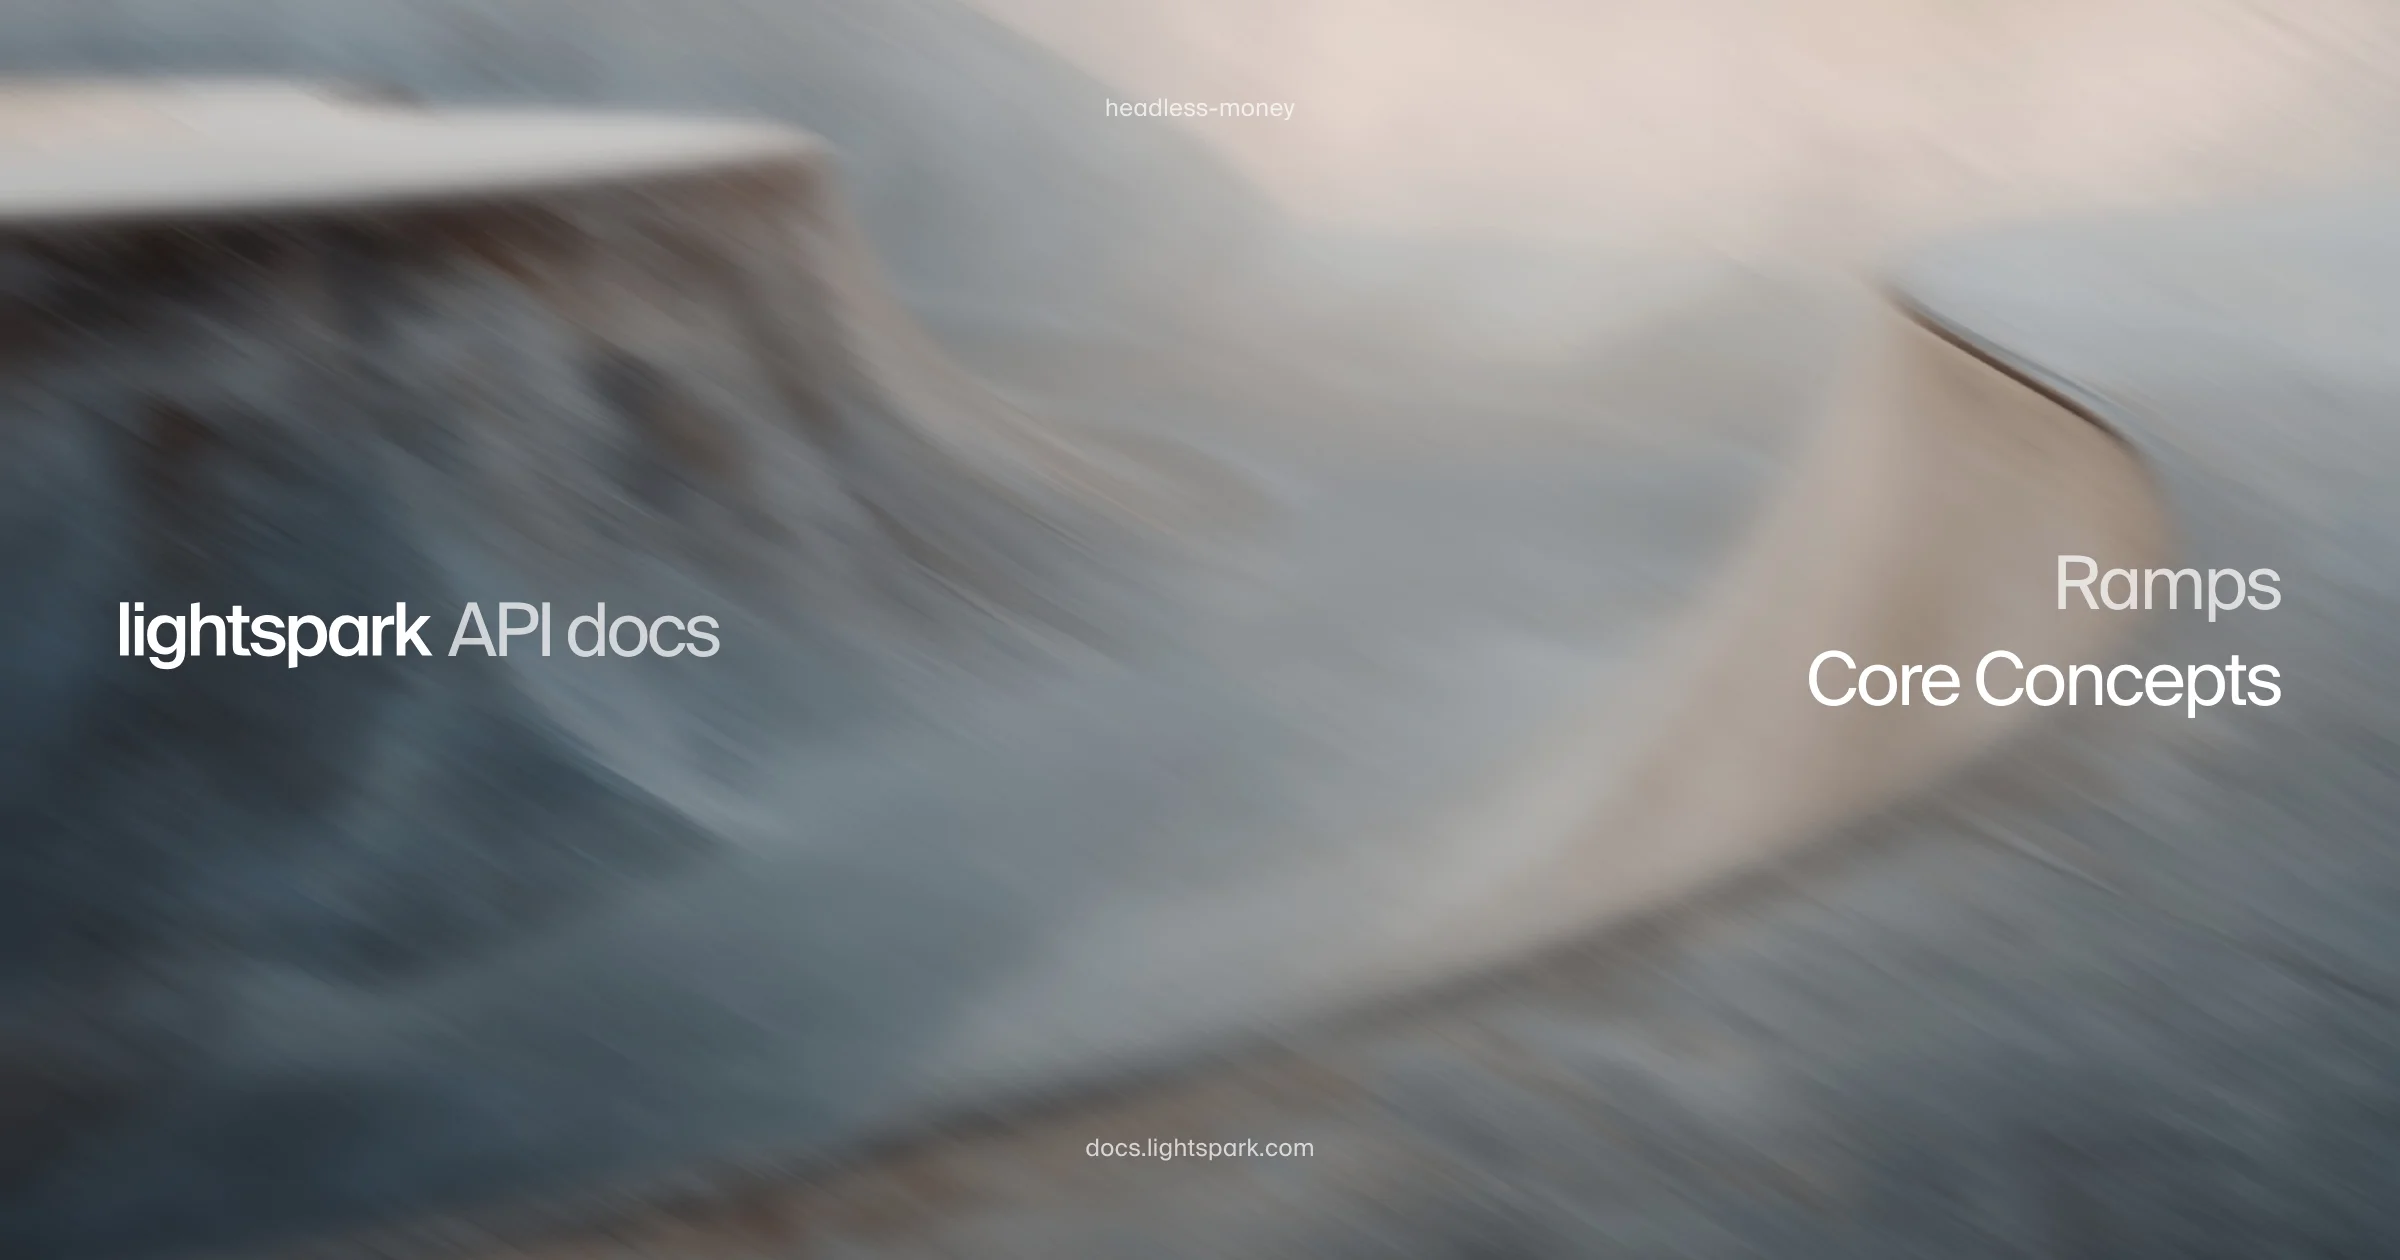 headless-money
lightspark API docs
Ramps
Core Concepts
docs.lightspark.com